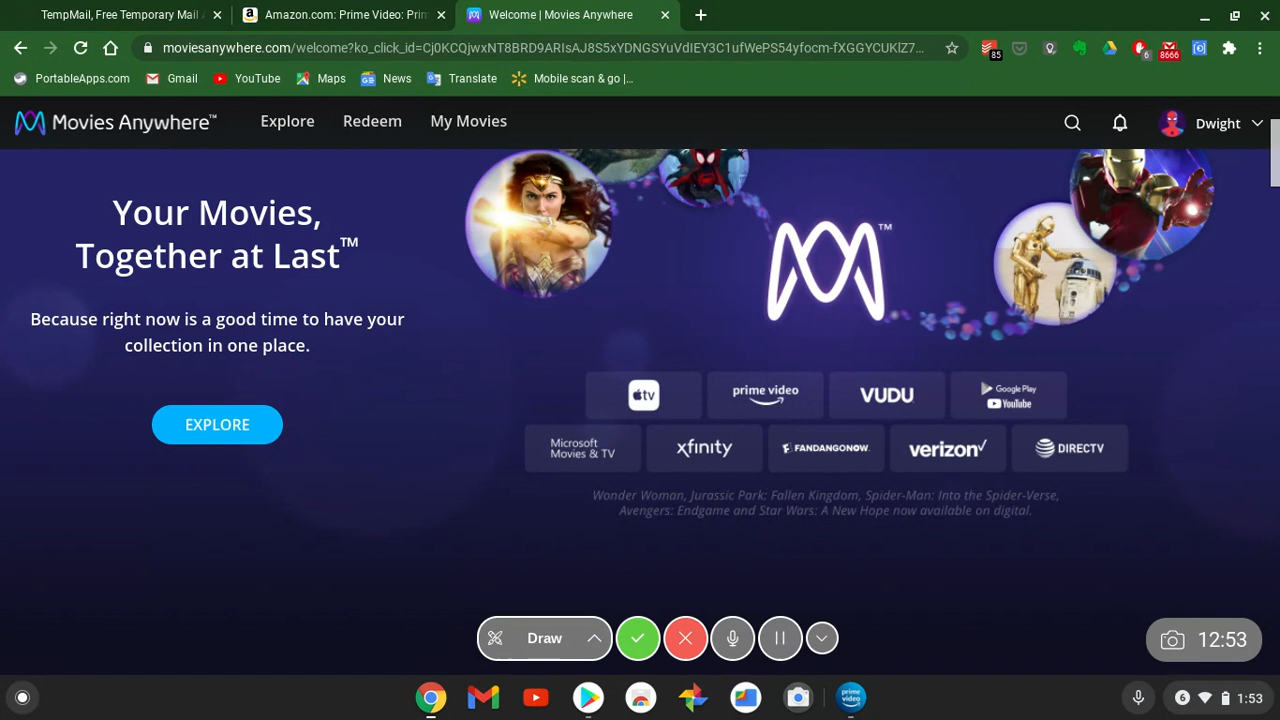 TempMail, Free Temporary Mail A
Amazon.com: Prime Video: Prim
Welcome | Movies Anywhere
moviesanywhere.com/welcome?ko_click_id=Cj0KCQjwxNT8BRD9ARIsAJ8S5xYDNGSYuVdIEY3C1ufWePS54yfocm-fXGGYCUKlZ7…
85
6
8666
PortableApps.com
Gmail
YouTube
Maps
News
Translate
Mobile scan & go |…
Movies Anywhere™
Explore
Redeem
My Movies
Dwight
Your Movies,
Together at Last™
Because right now is a good time to have your
collection in one place.
EXPLORE
™
tv
prime video
VUDU
Google Play
YouTube
Microsoft
Movies & TV
xfinity
FANDANGONOW
verizon✓
DIRECTV
Wonder Woman, Jurassic Park: Fallen Kingdom, Spider-Man: Into the Spider-Verse,
Avengers: Endgame and Star Wars: A New Hope now available on digital.
Draw
12:53
prime video
6
1:53